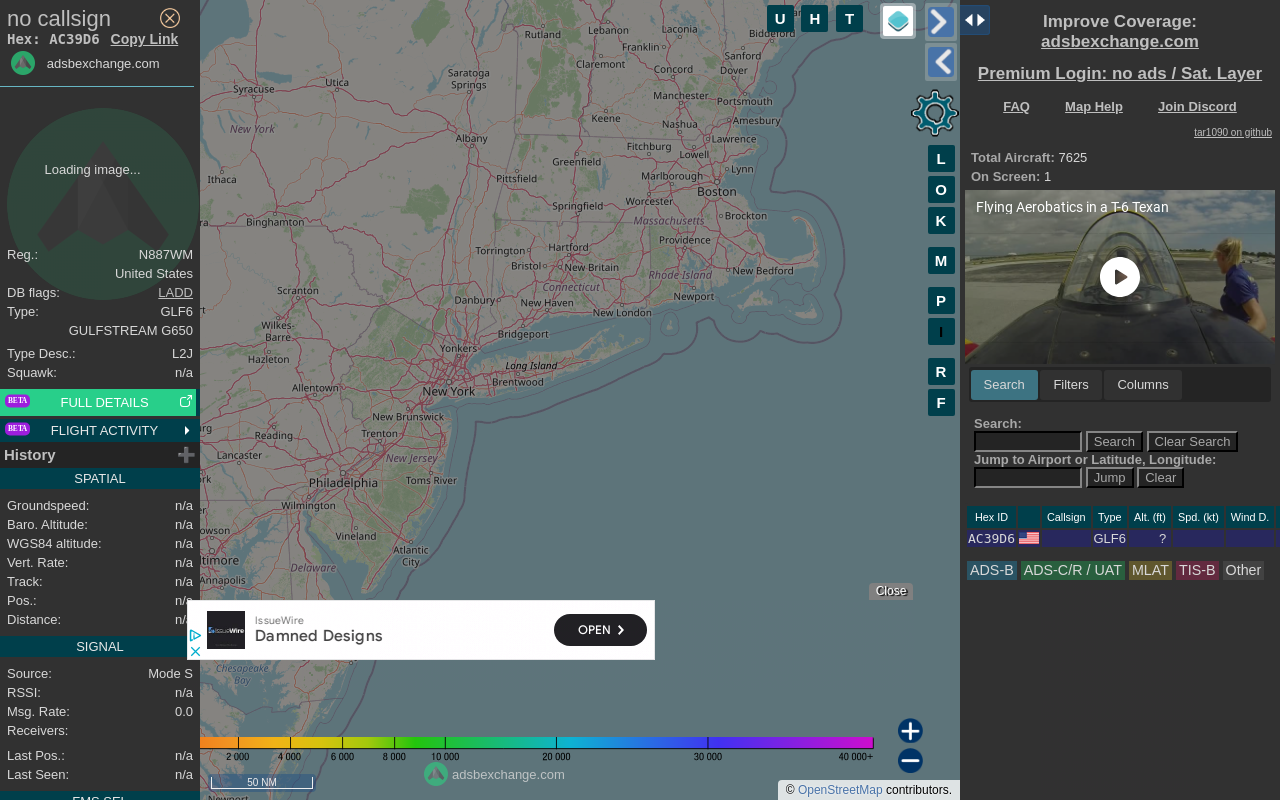 no callsign
Hex: AC39D6 Copy Link
adsbexchange.com
Loading image...
Reg.: N887WM
United States
DB flags: LADD
Type: GLF6
GULFSTREAM G650
Type Desc.: L2J
Squawk: n/a
BETA FULL DETAILS
BETA FLIGHT ACTIVITY
History
SPATIAL
Groundspeed: n/a
Baro. Altitude: n/a
WGS84 altitude: n/a
Vert. Rate: n/a
Track: n/a
Pos.: n/a
Distance: n/a
SIGNAL
Source: Mode S
RSSI: n/a
Msg. Rate: 0.0
Receivers:
Last Pos.: n/a
Last Seen: n/a
FMS SEL
U H T
L
O
K
M
P
I
R
F
Rutland
Lebanon
Laconia
Biddeford
Franklin
Claremont
Sanford
Concord
Dover
Saratoga
Springs
Utica
Syracuse
Manchester
Portsmouth
Keene
Nashua
Amesbury
New York
Albany
Fitchburg
Lawrence
Lowell
Greenfield
Lynn
Ithaca
Pittsfield
Marlborough
Boston
Worcester
Springfield
Massachusetts
Brockton
Binghamton
Providence
Torrington
Hartford
Bristol
New Britain
New Bedford
Rhode Island
Connecticut
Scranton
Danbury
New Haven
Newport
New London
Wilkes-
Barre
Bridgeport
Hazleton
Yonkers
Long Island
Brentwood
Allentown
New York
New Brunswick
Reading
Trenton
Lancaster
New Jersey
Toms River
Philadelphia
Wilmington
Vineland
Atlantic
City
Annapolis
Delaware
Chesapeake
Bay
Newport
Close
IssueWire
Damned Designs
OPEN
2 000 4 000 6 000 8 000 10 000 20 000 30 000 40 000+
50 NM
adsbexchange.com
© OpenStreetMap contributors.
Improve Coverage:
adsbexchange.com
Premium Login: no ads / Sat. Layer
FAQ Map Help Join Discord
tar1090 on github
Total Aircraft: 7625
On Screen: 1
Flying Aerobatics in a T-6 Texan
Search Filters Columns
Search:
Search Clear Search
Jump to Airport or Latitude, Longitude:
Jump Clear
Hex ID Callsign Type Alt. (ft) Spd. (kt) Wind D.
AC39D6 GLF6 ?
ADS-B ADS-C/R / UAT MLAT TIS-B Other